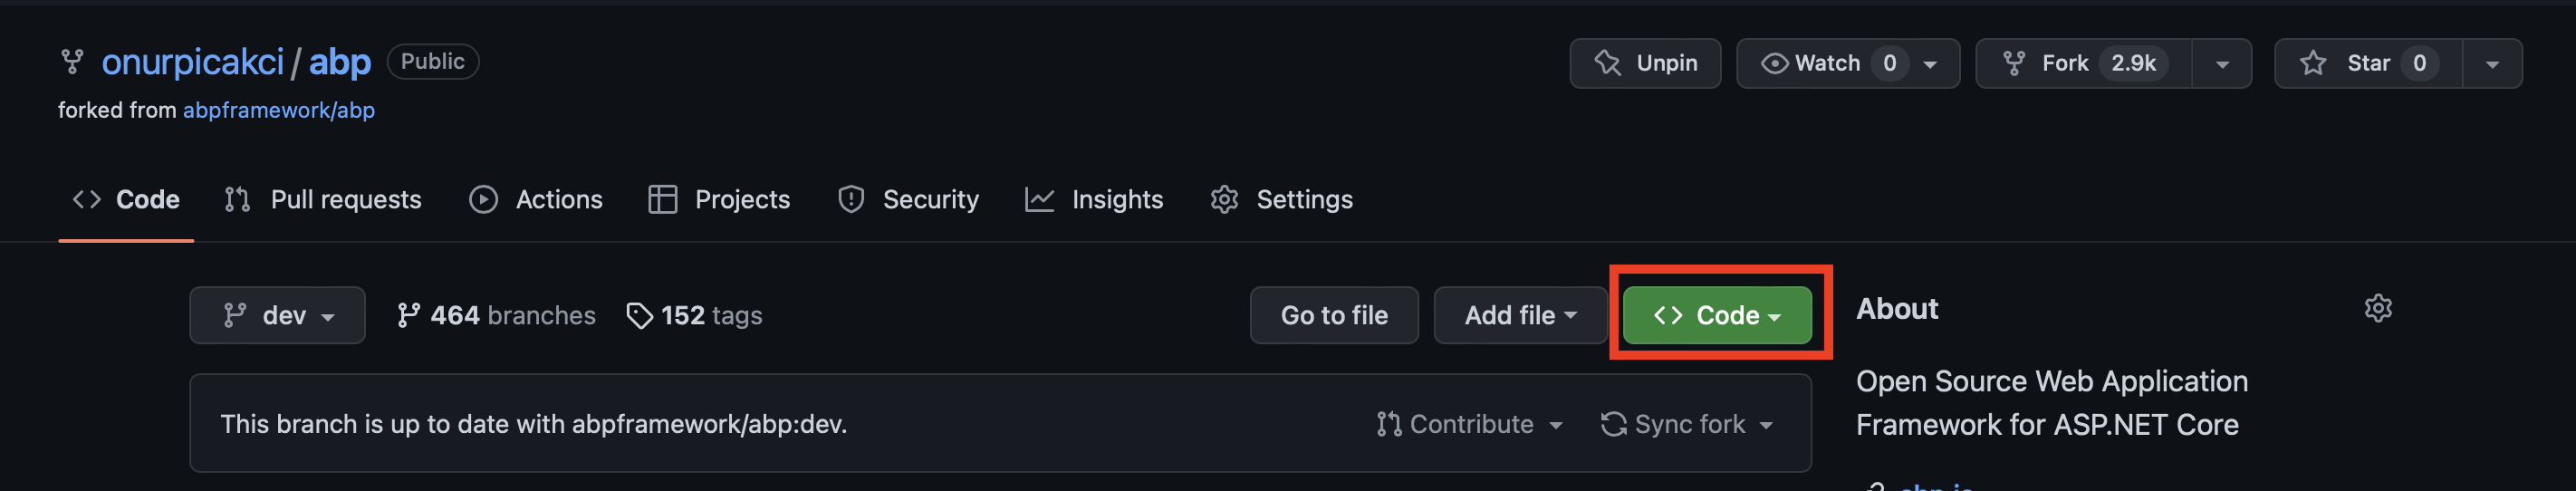 onurpicakci / abp Public Unpin Watch 0 Fork 2.9k Star 0
forked from abpframework/abp
Code Pull requests Actions Projects Security Insights Settings
dev 464 branches 152 tags Go to file Add file Code
About
Open Source Web Application
Framework for ASP.NET Core
This branch is up to date with abpframework/abp:dev. Contribute Sync fork